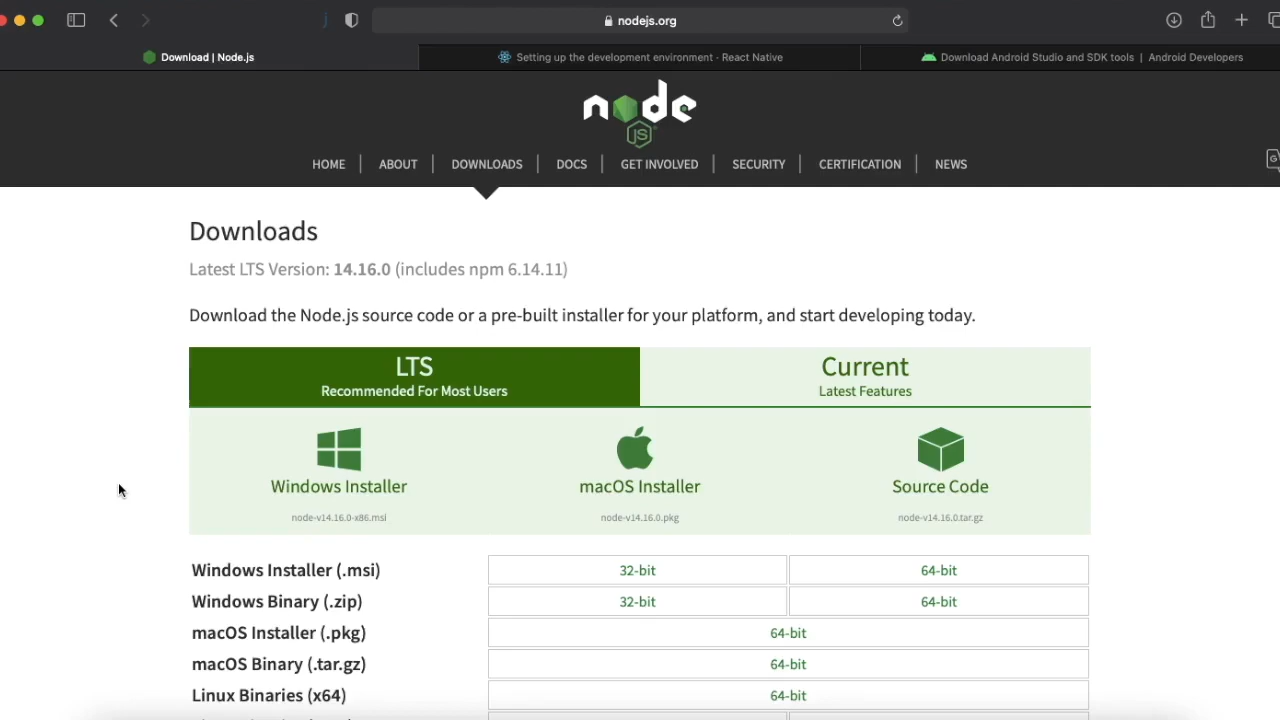 nodejs.org
Download | Node.js
Setting up the development environment · React Native
Download Android Studio and SDK tools | Android Developers
node
JS
HOME
ABOUT
DOWNLOADS
DOCS
GET INVOLVED
SECURITY
CERTIFICATION
NEWS
Downloads
Latest LTS Version: 14.16.0 (includes npm 6.14.11)
Download the Node.js source code or a pre-built installer for your platform, and start developing today.
LTS
Recommended For Most Users
Current
Latest Features
Windows Installer
node-v14.16.0-x86.msi
macOS Installer
node-v14.16.0.pkg
Source Code
node-v14.16.0.tar.gz
Windows Installer (.msi) 32-bit 64-bit
Windows Binary (.zip) 32-bit 64-bit
macOS Installer (.pkg) 64-bit
macOS Binary (.tar.gz) 64-bit
Linux Binaries (x64) 64-bit